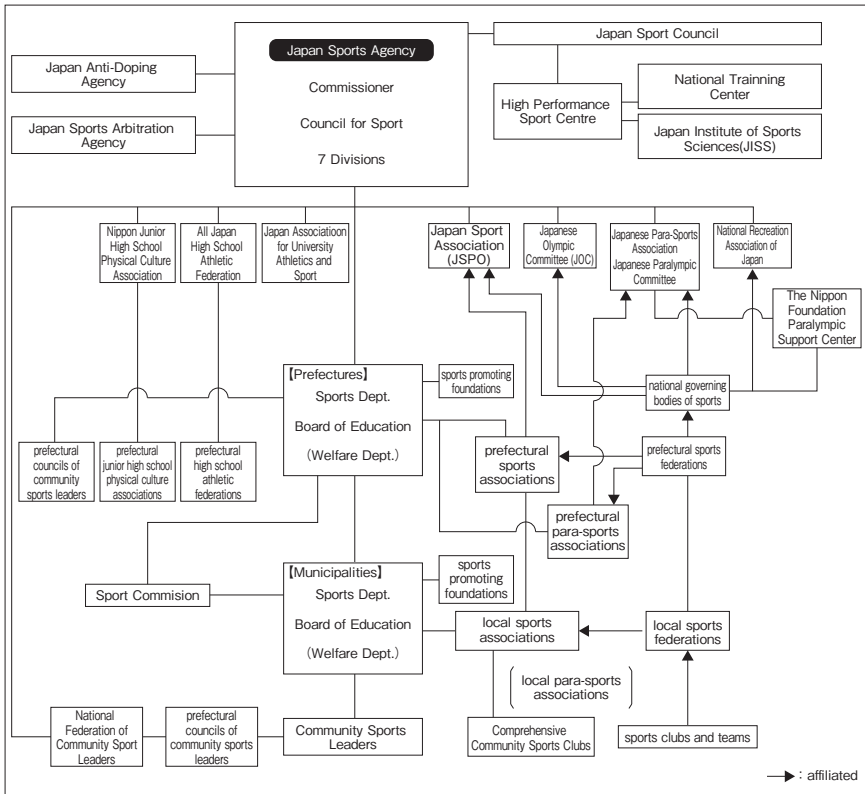 Japan Sports Agency
Commissioner
Council for Sport
7 Divisions
Japan Anti-Doping
Agency
Japan Sports Arbitration
Agency
Japan Sport Council
High Performance
Sport Centre
National Trainning
Center
Japan Institute of Sports
Sciences(JISS)
Nippon Junior
High School
Physical Culture
Association
All Japan
High School
Athletic
Federation
Japan Associatioon
for University
Athletics and
Sport
Japan Sport
Association
(JSPO)
Japanese
Olympic
Committee (JOC)
Japanese Para-Sports
Association
Japanese Paralympic
Committee
National Recreation
Association of
Japan
The Nippon
Foundation
Paralympic
Support Center
【Prefectures】
Sports Dept.
Board of Education
(Welfare Dept.)
sports promoting
foundations
national governing
bodies of sports
prefectural
councils of
community
sports leaders
prefectural
junior high school
physical culture
associations
prefectural
high school
athletic
federations
prefectural
sports
associations
prefectural sports
federations
prefectural
para-sports
associations
Sport Commision
【Municipalities】
Sports Dept.
Board of Education
(Welfare Dept.)
sports
promoting
foundations
local sports
associations
local sports
federations
(local para-sports
associations)
National
Federation of
Community Sport
Leaders
prefectural
councils of
community sports
leaders
Community Sports
Leaders
Comprehensive
Community Sports Clubs
sports clubs and teams
: affiliated